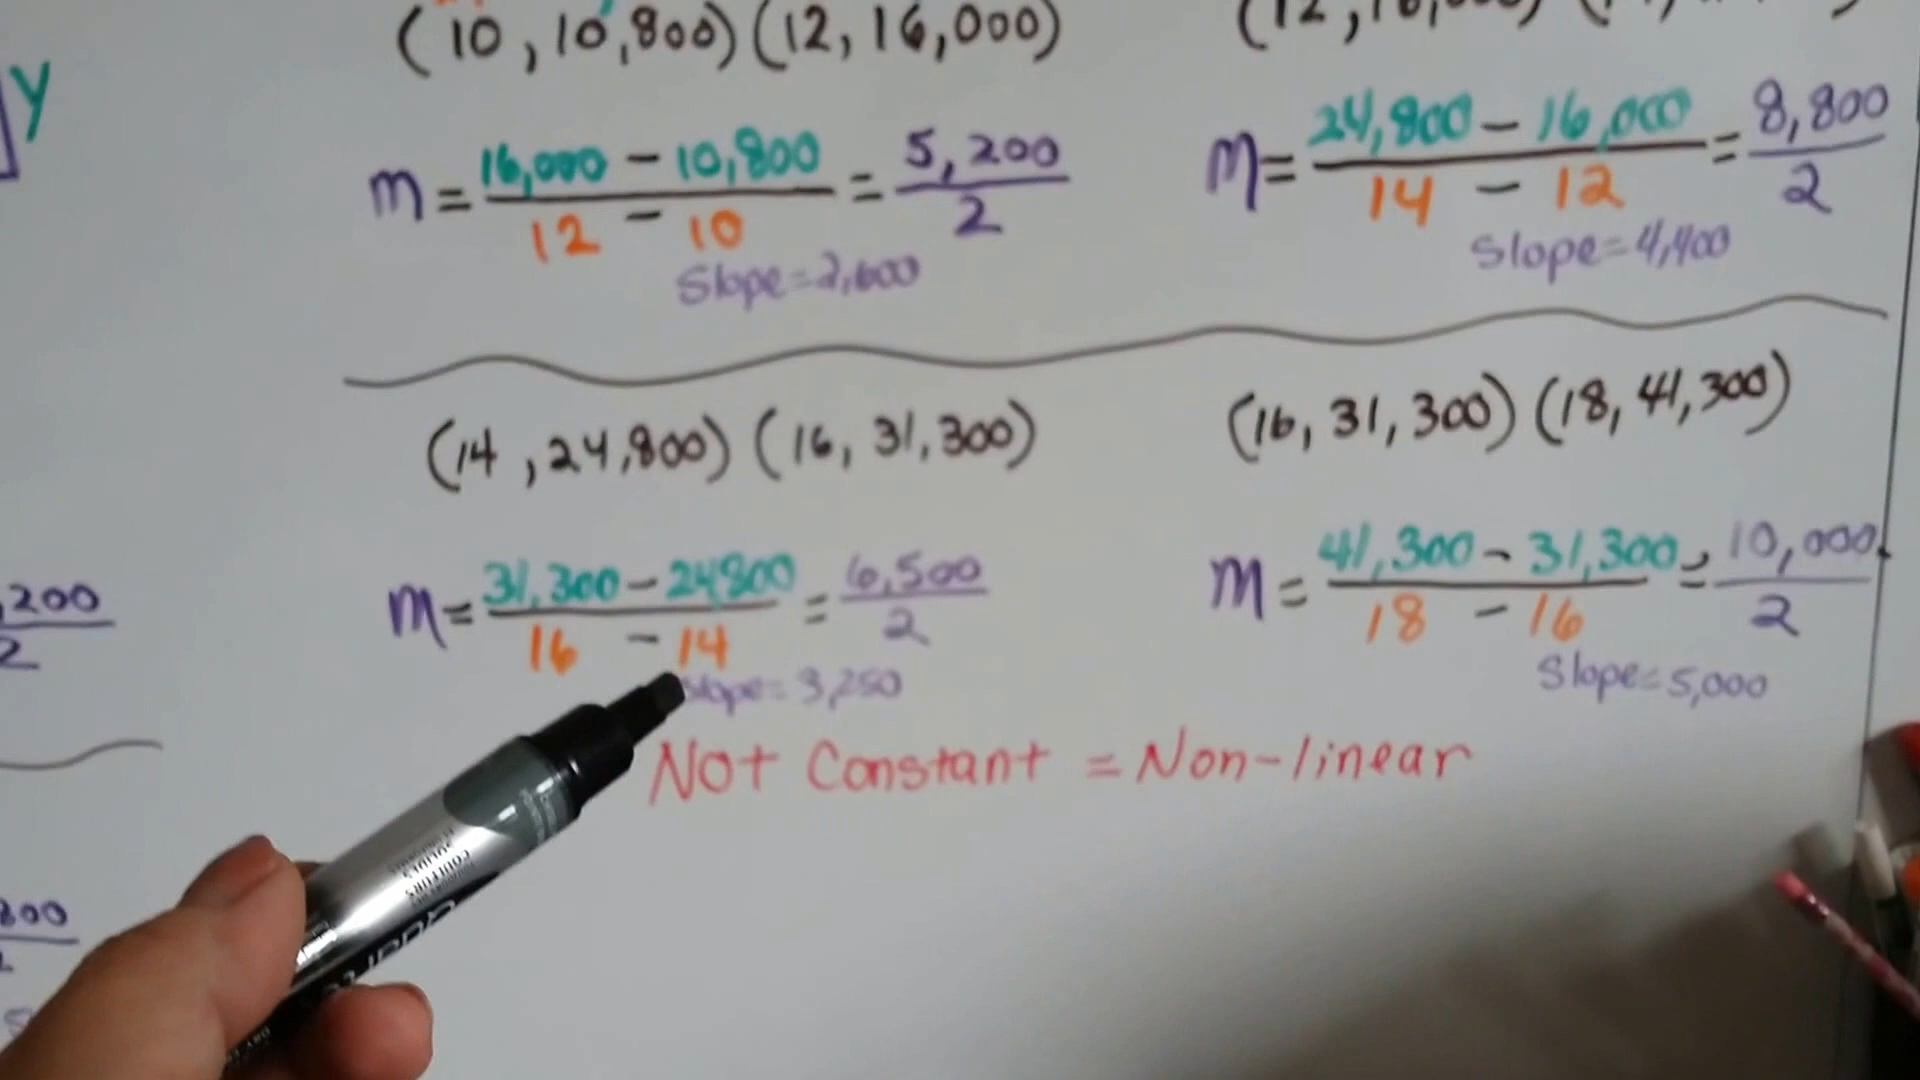 y
(10, 10,800) (12, 16,000)
m = 16,000 - 10,800 = 5,200
12 - 10 2
Slope=2,600
m= 24,800 - 16,000 = 8,800
14 - 12 2
Slope=4,400
(14, 24,800) (16, 31,300)
m= 31,300 - 24800 = 6,500
16 - 14 2
Slope= 3,250
(16, 31,300) (18, 41,300)
m= 41,300 - 31,300 = 10,000
18 - 16 2
Slope=5,000
Not Constant = Non-linear
200
2